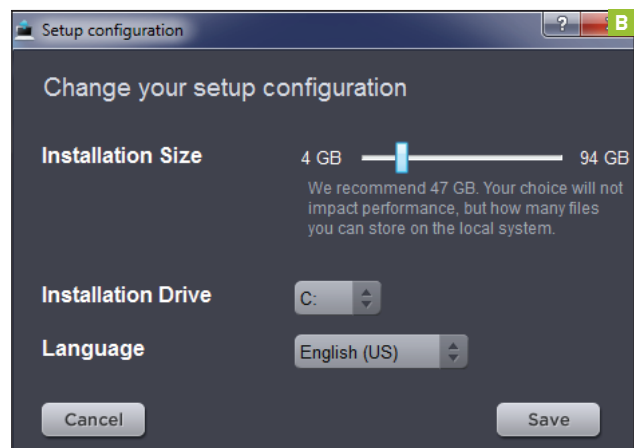 Setup configuration
?
B
Change your setup configuration
Installation Size
4 GB
94 GB
We recommend 47 GB. Your choice will not
impact performance, but how many files
you can store on the local system.
Installation Drive
C:
Language
English (US)
Cancel
Save